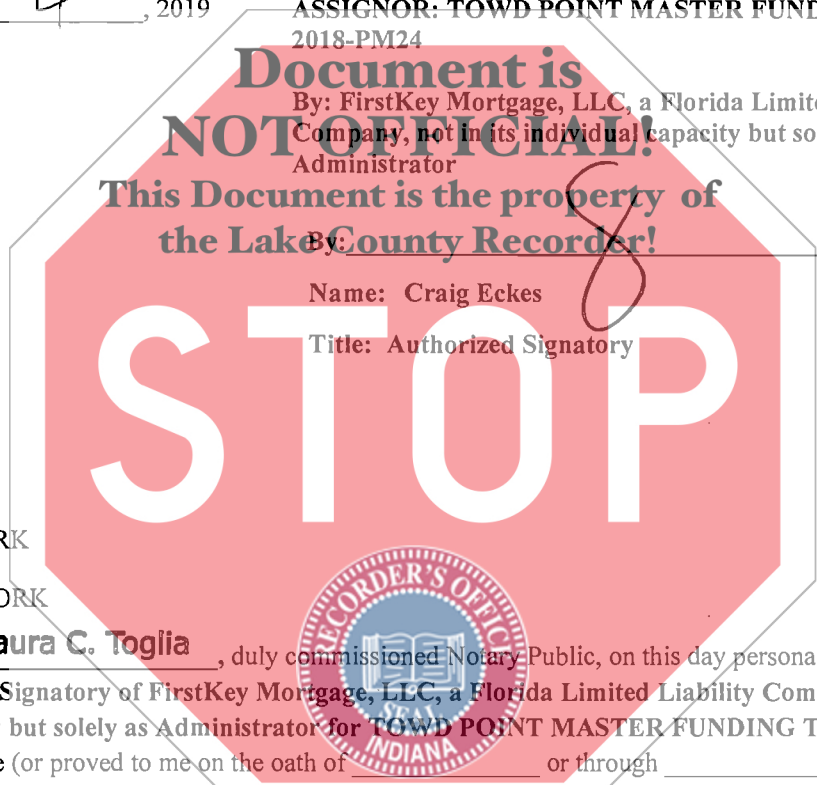 , 2019
ASSIGNOR: TOWD POINT MASTER FUND
2018-PM24
Document is
By: FirstKey Mortgage, LLC, a Florida Limite
NOT OFFICIAL!
Company, not in its individual capacity but so
Administrator
This Document is the property of
the Lake County Recorder!
By:
Name: Craig Eckes
Title: Authorized Signatory
STOP
RK
ORK
RECORDER'S OFFIC
aura C. Toglia, duly commissioned Notary Public, on this day persona
Signatory of FirstKey Mortgage, LLC, a Florida Limited Liability Com
SEAL
but solely as Administrator for TOWD POINT MASTER FUNDING T
INDIANA
e (or proved to me on the oath of or through